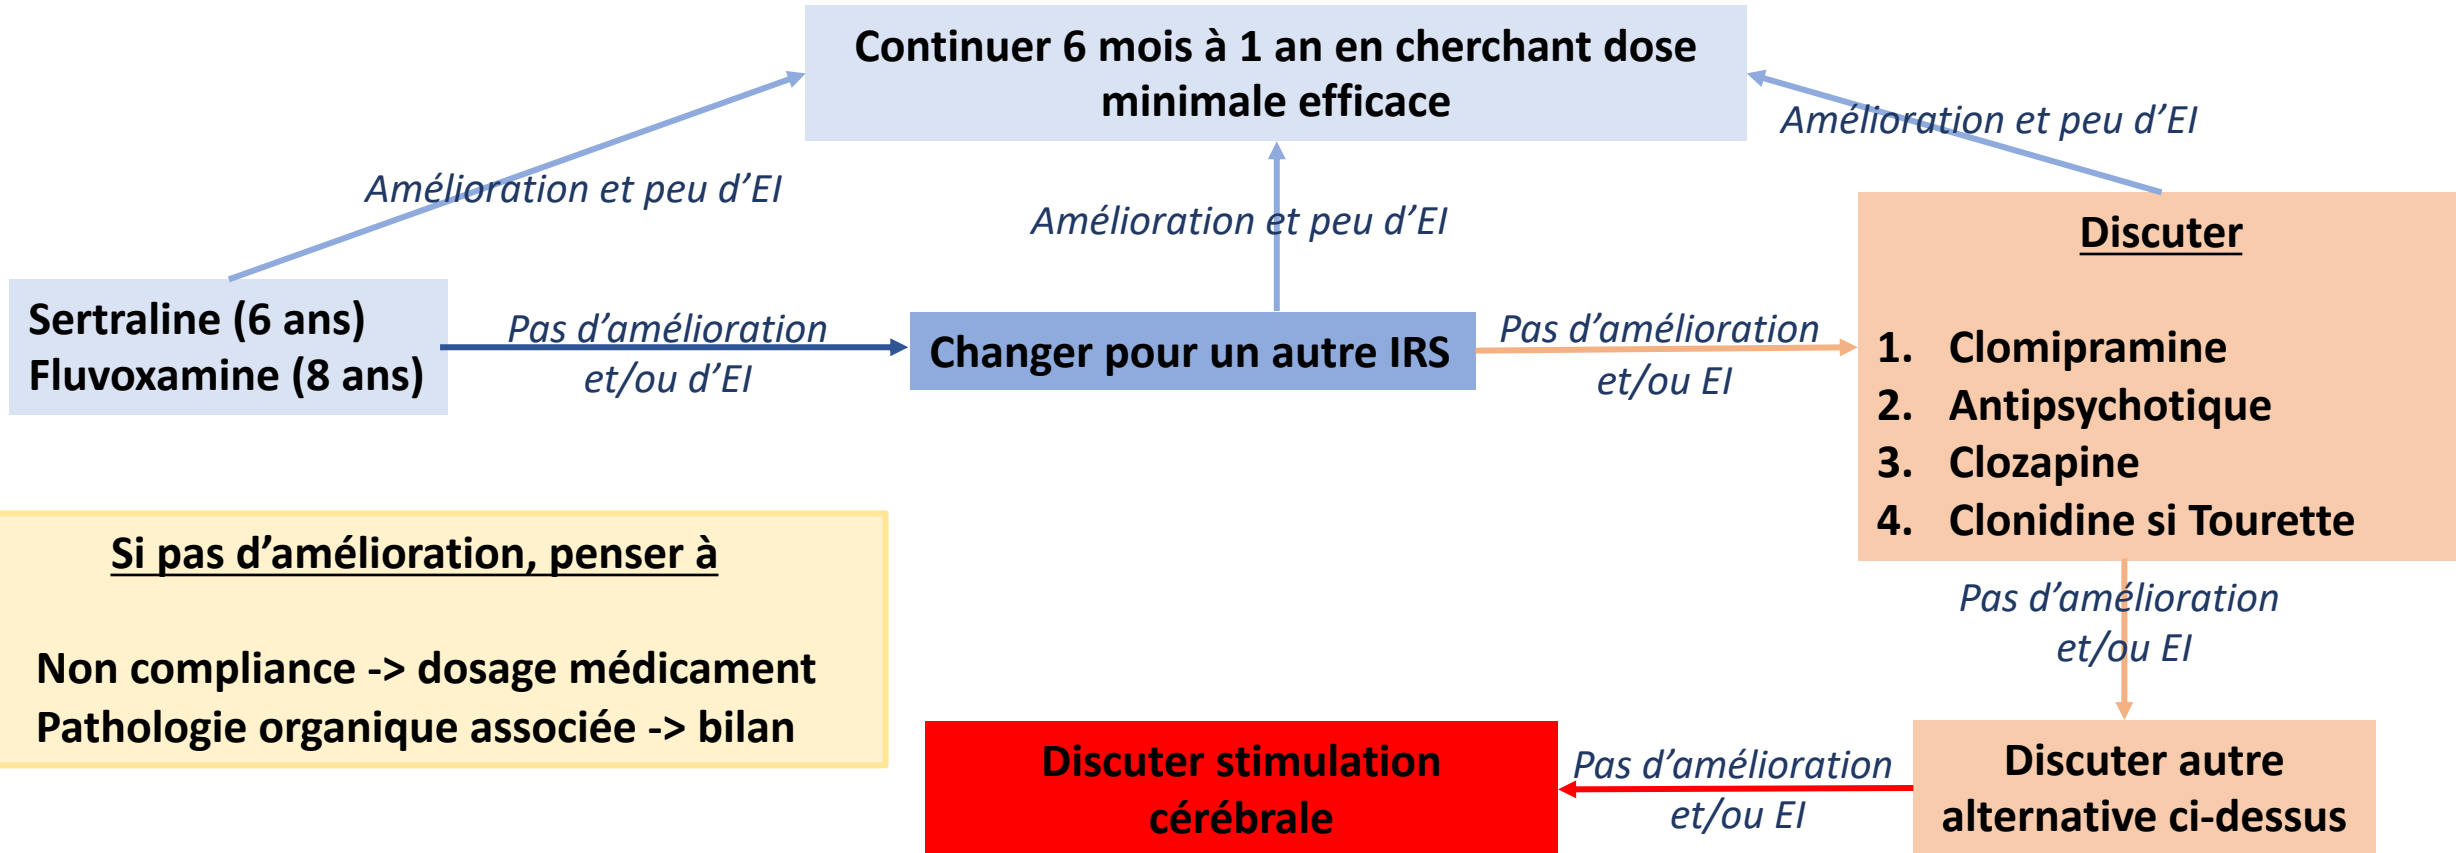 Continuer 6 mois à 1 an en cherchant dose
minimale efficace
Amélioration et peu d’EI
Amélioration et peu d’EI
Amélioration et peu d’EI
Sertraline (6 ans)
Fluvoxamine (8 ans)
Pas d’amélioration
et/ou d’EI
Changer pour un autre IRS
Pas d’amélioration
et/ou EI
Discuter
1. Clomipramine
2. Antipsychotique
3. Clozapine
4. Clonidine si Tourette
Si pas d’amélioration, penser à
Non compliance -> dosage médicament
Pathologie organique associée -> bilan
Pas d’amélioration
et/ou EI
Discuter autre
alternative ci-dessus
Pas d’amélioration
et/ou EI
Discuter stimulation
cérébrale